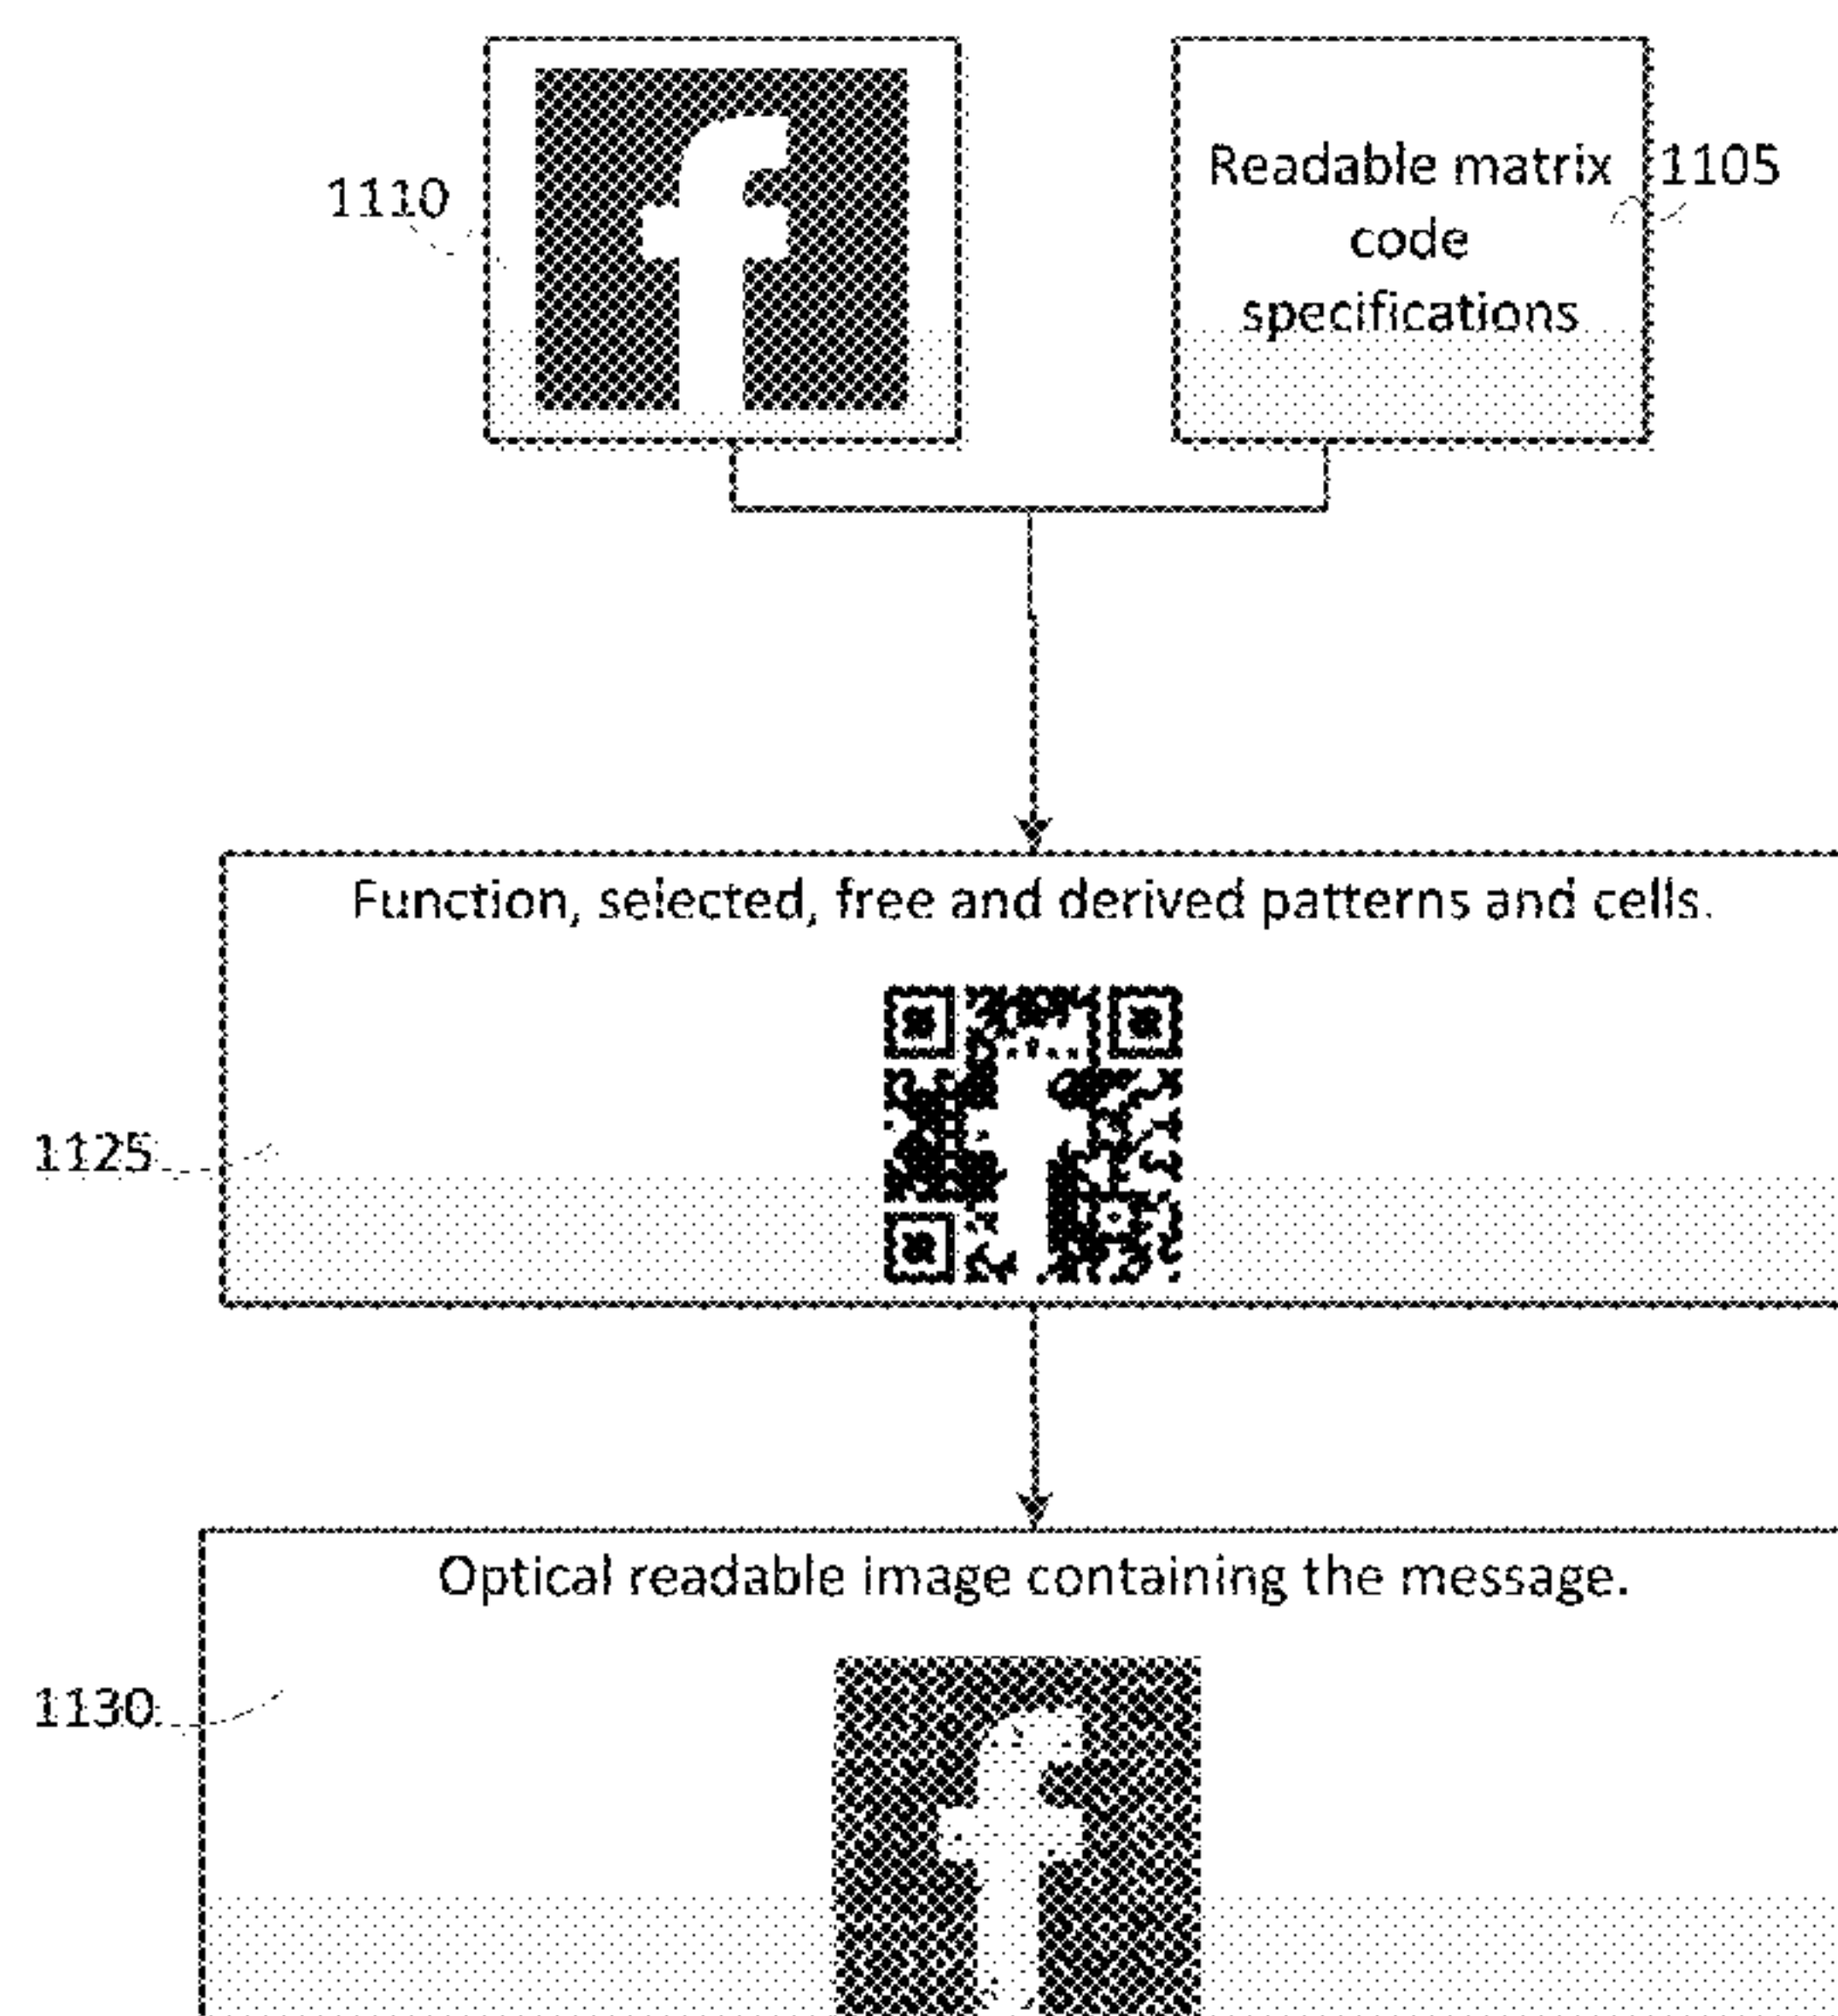 1110
Readable matrix
code
specifications
1105
Function, selected, free and derived patterns and cells.
1125
Optical readable image containing the message.
1130